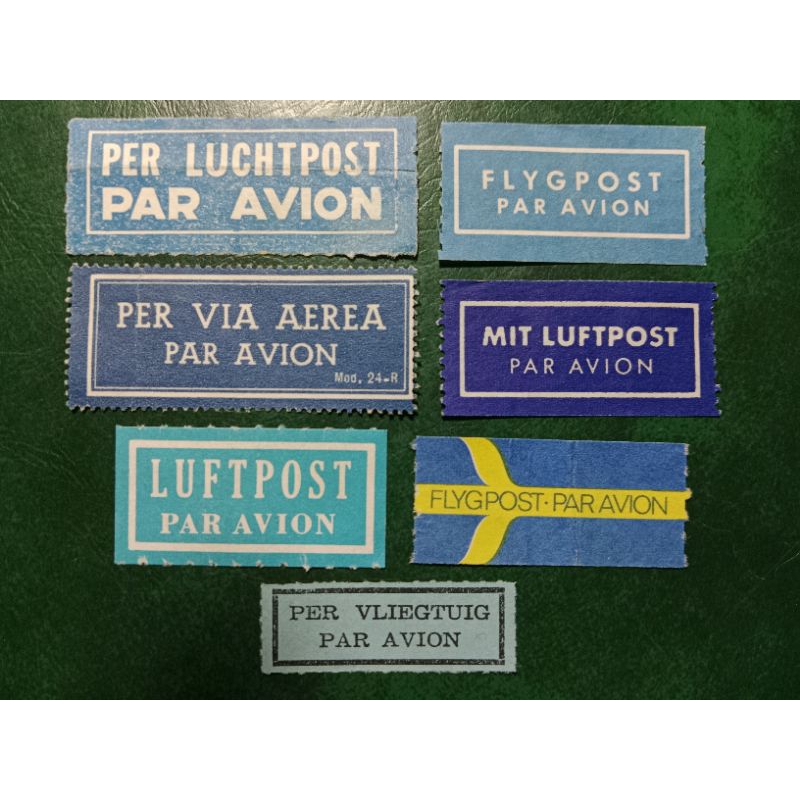 PER LUCHTPOST
PAR AVION
FLYGPOST
PAR AVION
PER VIA AEREA
PAR AVION
Mod. 24-R
MIT LUFTPOST
PAR AVION
LUFTPOST
PAR AVION
FLYGPOST·PAR AVION
PER VLIEGTUIG
PAR AVION